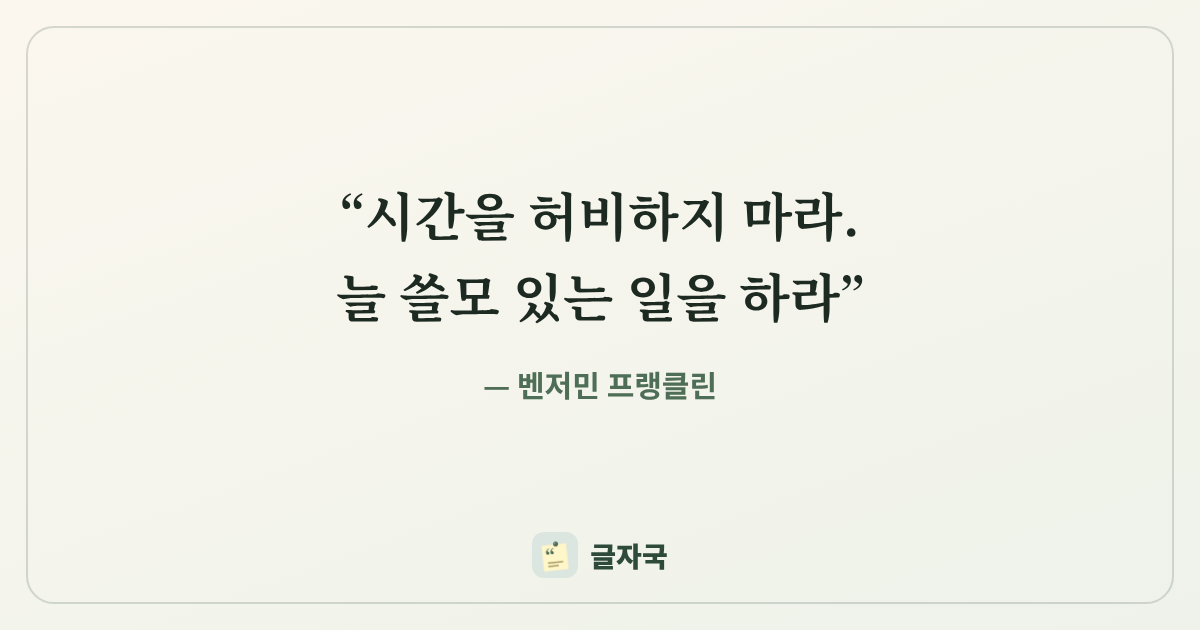 “시간을 허비하지 마라.
늘 쓸모 있는 일을 하라”
— 벤저민 프랭클린
글자국